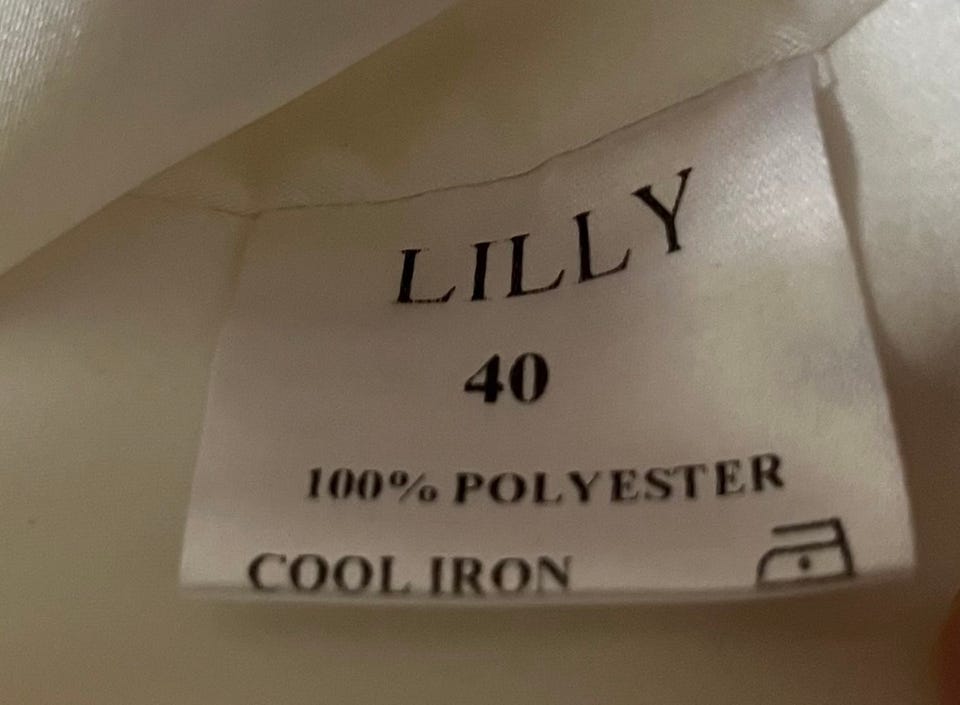 LILLY
40
100% POLYESTER
COOL IRON